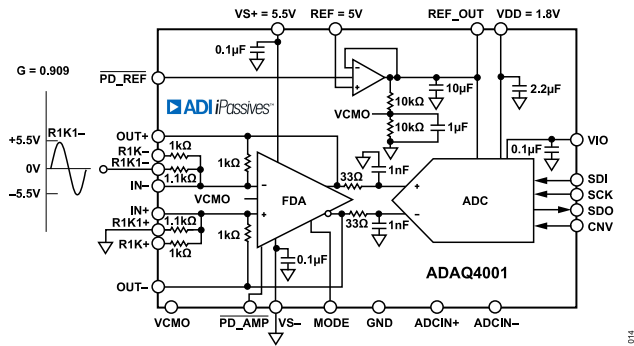 VS+ = 5.5V
REF = 5V
REF_OUT
VDD = 1.8V
0.1µF
G = 0.909
PD_REF
10µF
2.2µF
ADI iPassives
10kΩ
VCMO
10kΩ
1µF
+5.5V
R1K1–
0V
–5.5V
OUT+
1kΩ
R1K–
R1K1–
1.1kΩ
IN–
1kΩ
VCMO
FDA
33Ω
1nF
ADC
0.1µF
VIO
SDI
SCK
SDO
CNV
IN+
1.1kΩ
R1K1+
R1K+
1kΩ
1kΩ
33Ω
1nF
0.1µF
OUT–
ADAQ4001
VCMO
PD_AMP
VS–
MODE
GND
ADCIN+
ADCIN–
014